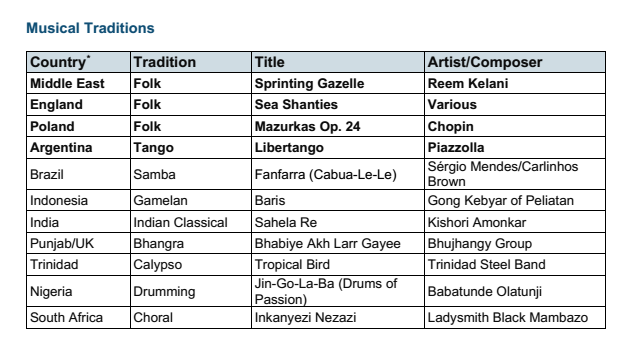 Musical Traditions
Country* Tradition Title Artist/Composer
Middle East Folk Sprinting Gazelle Reem Kelani
England Folk Sea Shanties Various
Poland Folk Mazurkas Op. 24 Chopin
Argentina Tango Libertango Piazzolla
Brazil Samba Fanfarra (Cabua-Le-Le) Sérgio Mendes/Carlinhos
Brown
Indonesia Gamelan Baris Gong Kebyar of Peliatan
India Indian Classical Sahela Re Kishori Amonkar
Punjab/UK Bhangra Bhabiye Akh Larr Gayee Bhujhangy Group
Trinidad Calypso Tropical Bird Trinidad Steel Band
Nigeria Drumming Jin-Go-La-Ba (Drums of
Passion) Babatunde Olatunji
South Africa Choral Inkanyezi Nezazi Ladysmith Black Mambazo